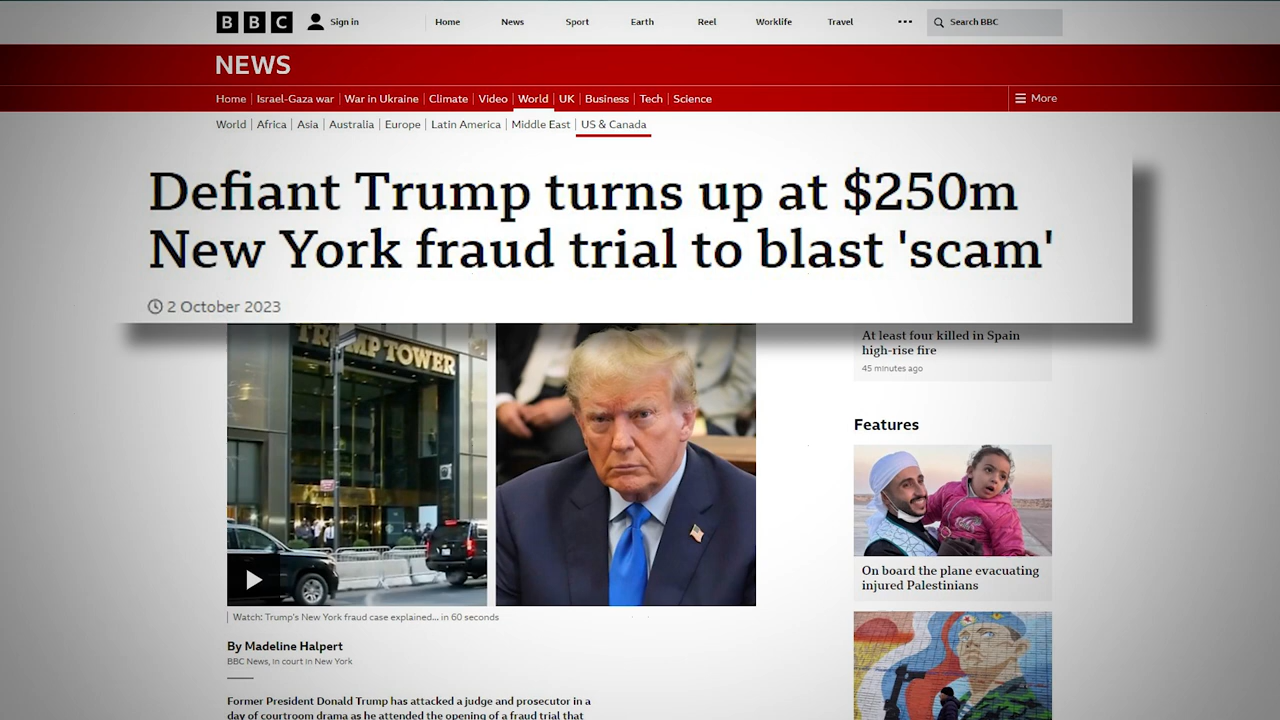 BBC Sign in Home News Sport Earth Reel Worklife Travel Search BBC
NEWS
Home Israel-Gaza war War in Ukraine Climate Video World UK Business Tech Science More
World Africa Asia Australia Europe Latin America Middle East US & Canada
Defiant Trump turns up at $250m
New York fraud trial to blast 'scam'
2 October 2023
TRUMP TOWER
At least four killed in Spain
high-rise fire
45 minutes ago
Features
On board the plane evacuating
injured Palestinians
Watch: Trump's New York fraud case explained... in 60 seconds
By Madeline Halpert
BBC News, in court in New York
Former President Donald Trump has attacked a judge and prosecutor in a
day of courtroom drama as he attended the opening of a fraud trial that